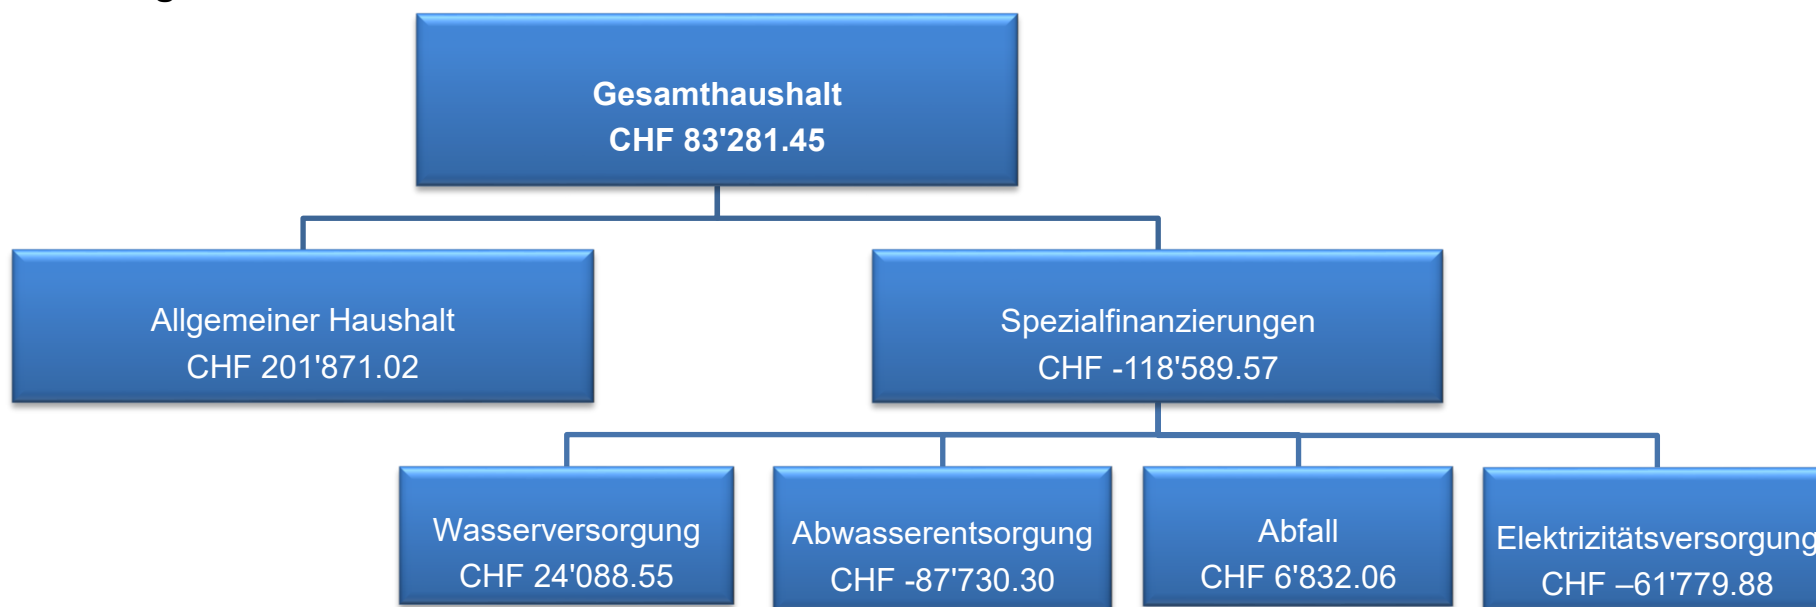 Gesamthaushalt
CHF 83'281.45
Allgemeiner Haushalt
CHF 201'871.02
Spezialfinanzierungen
CHF -118'589.57
Wasserversorgung
CHF 24'088.55
Abwasserentsorgung
CHF -87'730.30
Abfall
CHF 6'832.06
Elektrizitätsversorgung
CHF –61'779.88